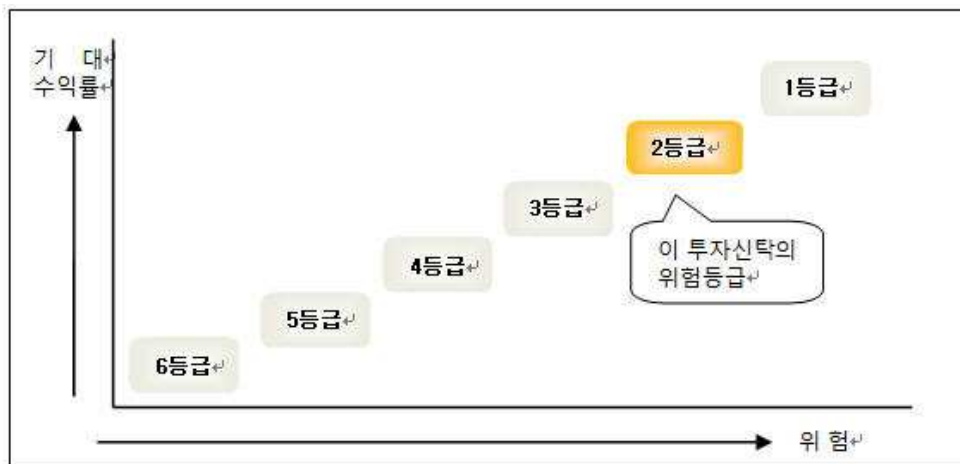 기 대
수익률
1등급
2등급
3등급
이 투자신탁의
위험등급
4등급
5등급
6등급
위 험